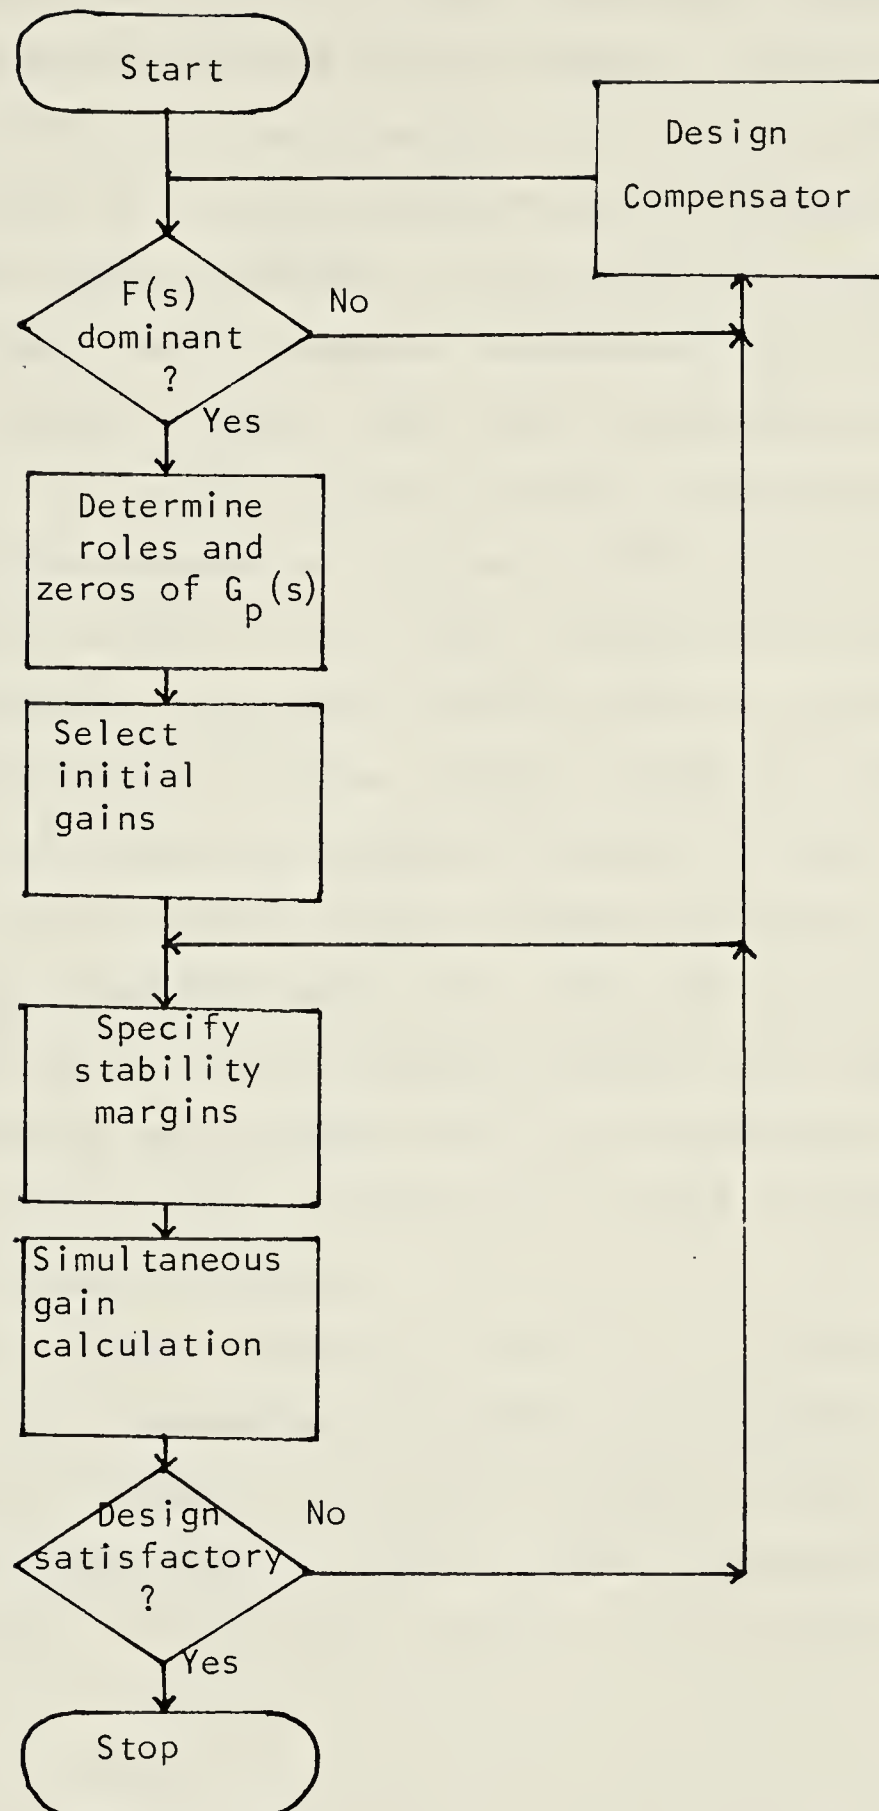 Start
Design
Compensator
F(s)
dominant
?
No
Yes
Determine
roles and
zeros of Gp(s)
Select
initial
gains
Specify
stability
margins
Simultaneous
gain
calculation
Design
satisfactory
?
No
Yes
Stop